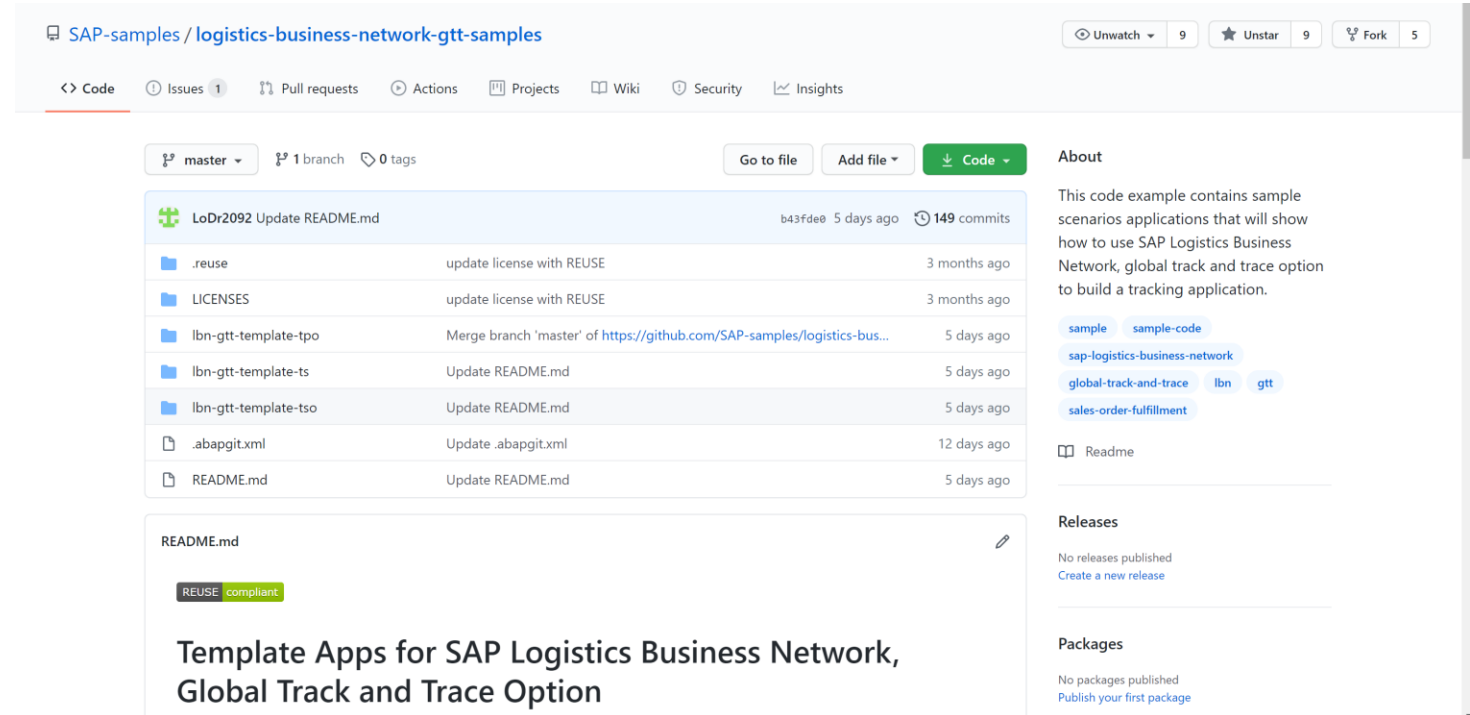 SAP-samples / logistics-business-network-gtt-samples
Unwatch 9 Unstar 9 Fork 5
<> Code Issues 1 Pull requests Actions Projects Wiki Security Insights
master 1 branch 0 tags Go to file Add file Code
LoDr2092 Update README.md b43fde0 5 days ago 149 commits
.reuse update license with REUSE 3 months ago
LICENSES update license with REUSE 3 months ago
lbn-gtt-template-tpo Merge branch 'master' of https://github.com/SAP-samples/logistics-bus... 5 days ago
lbn-gtt-template-ts Update README.md 5 days ago
lbn-gtt-template-tso Update README.md 5 days ago
.abapgit.xml Update .abapgit.xml 12 days ago
README.md Update README.md 5 days ago
README.md
REUSE compliant
Template Apps for SAP Logistics Business Network,
Global Track and Trace Option
About
This code example contains sample
scenarios applications that will show
how to use SAP Logistics Business
Network, global track and trace option
to build a tracking application.
sample sample-code
sap-logistics-business-network
global-track-and-trace lbn gtt
sales-order-fulfillment
Readme
Releases
No releases published
Create a new release
Packages
No packages published
Publish your first package